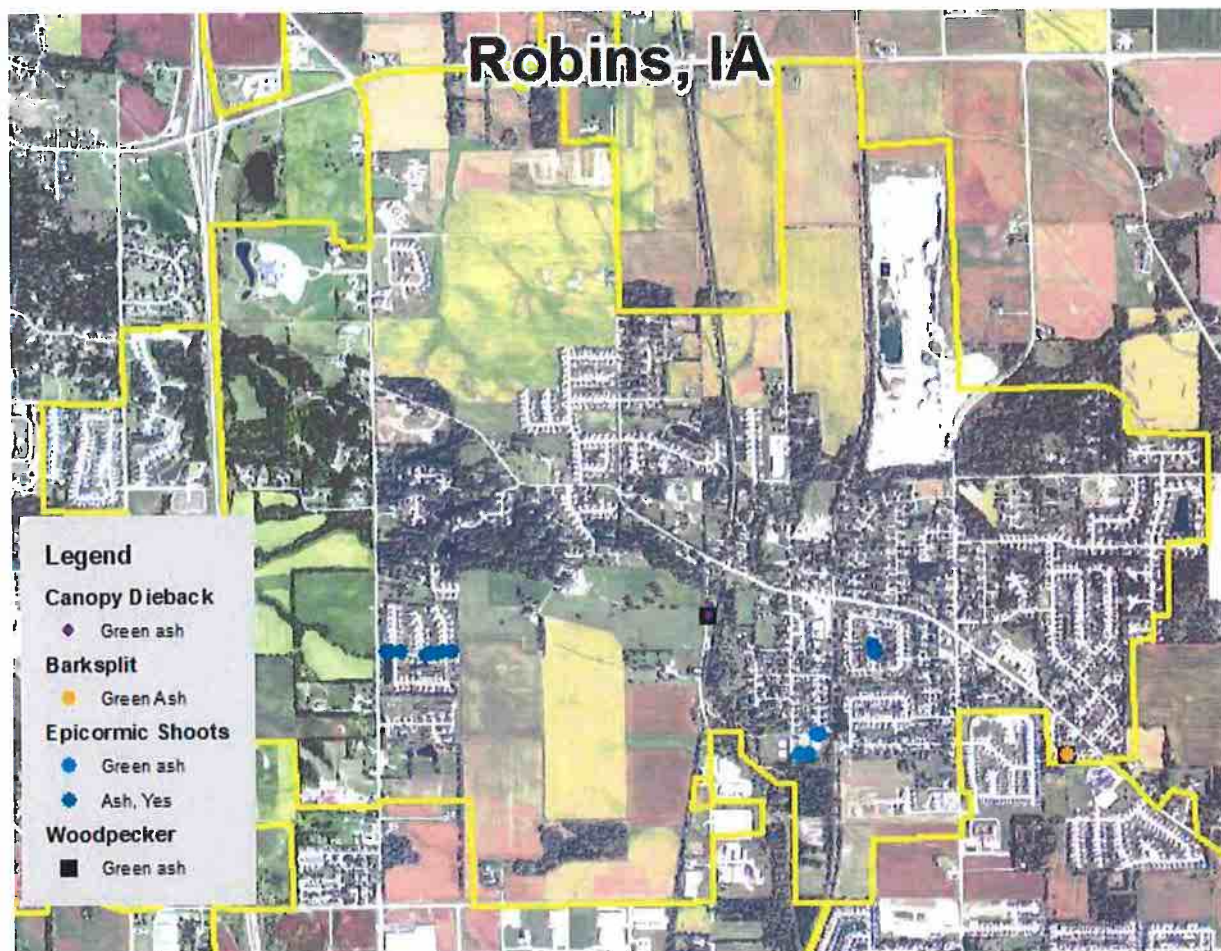 Robins, IA
Legend
Canopy Dieback
Green ash
Barksplit
Green Ash
Epicormic Shoots
Green ash
Ash, Yes
Woodpecker
Green ash